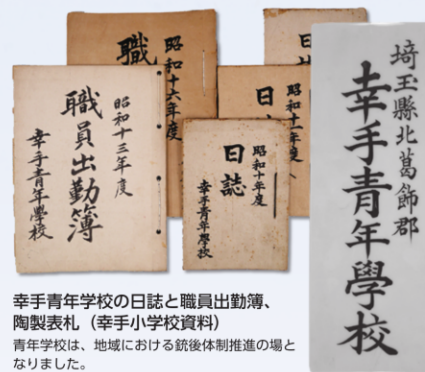 昭和十三年度
職員出勤簿
幸手青年學校
昭和十六年度
職
昭和十年度
日誌
幸手青年學校
昭和十一年度
日
埼玉縣北葛飾郡
幸手青年學校
幸手青年学校の日誌と職員出勤簿、
陶製表札（幸手小学校資料）
青年学校は、地域における銃後体制推進の場と
なりました。